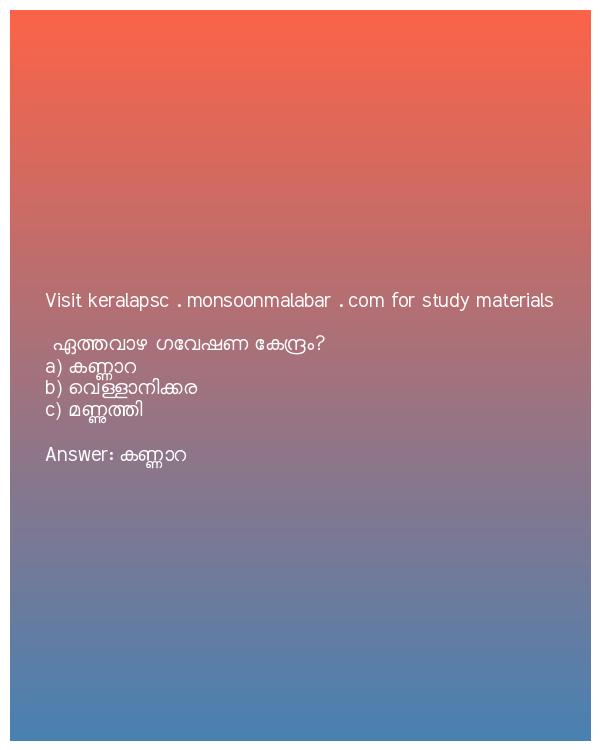 Visit keralapsc . monsoonmalabar . com for study materials
ഏത്തവാഴ ഗവേഷണ കേന്ദ്രം?
a) കണ്ണാറ
b) വെള്ളാനിക്കര
c) മണ്ണുത്തി
Answer: കണ്ണാറ